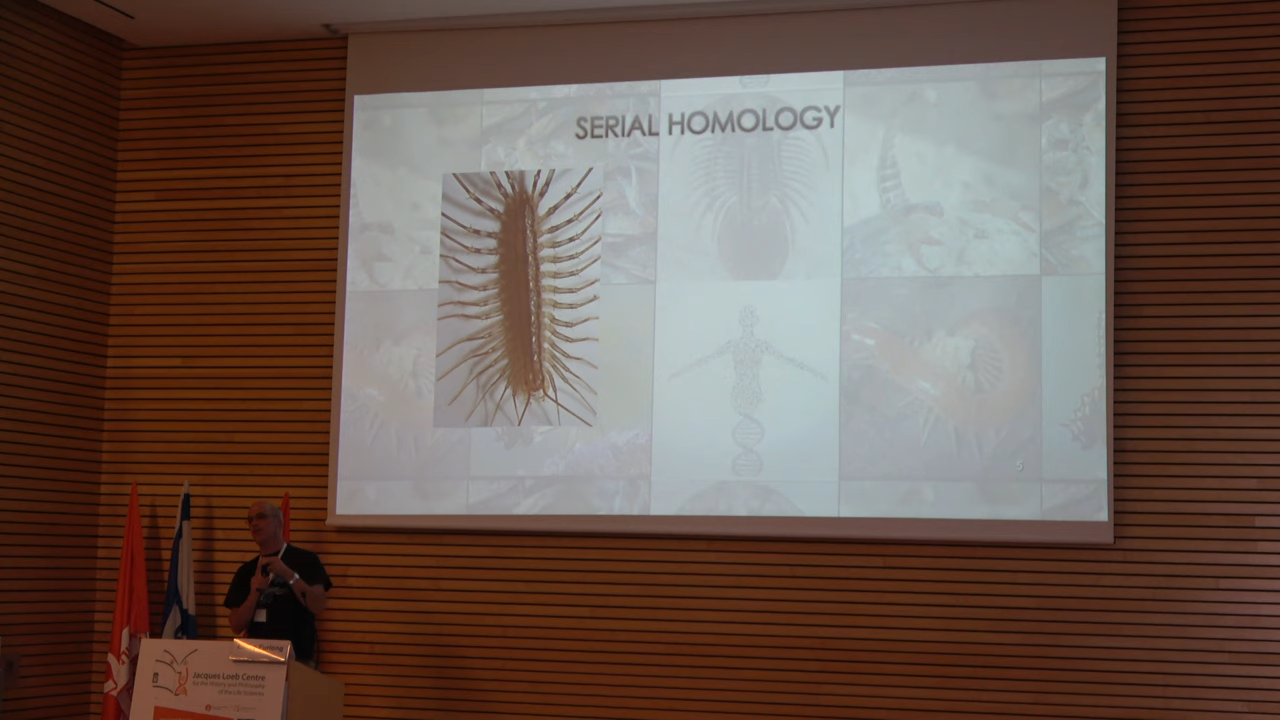 SERIAL HOMOLOGY
5
Jacques Loeb Centre
for the History and Philosophy
of the Life Sciences